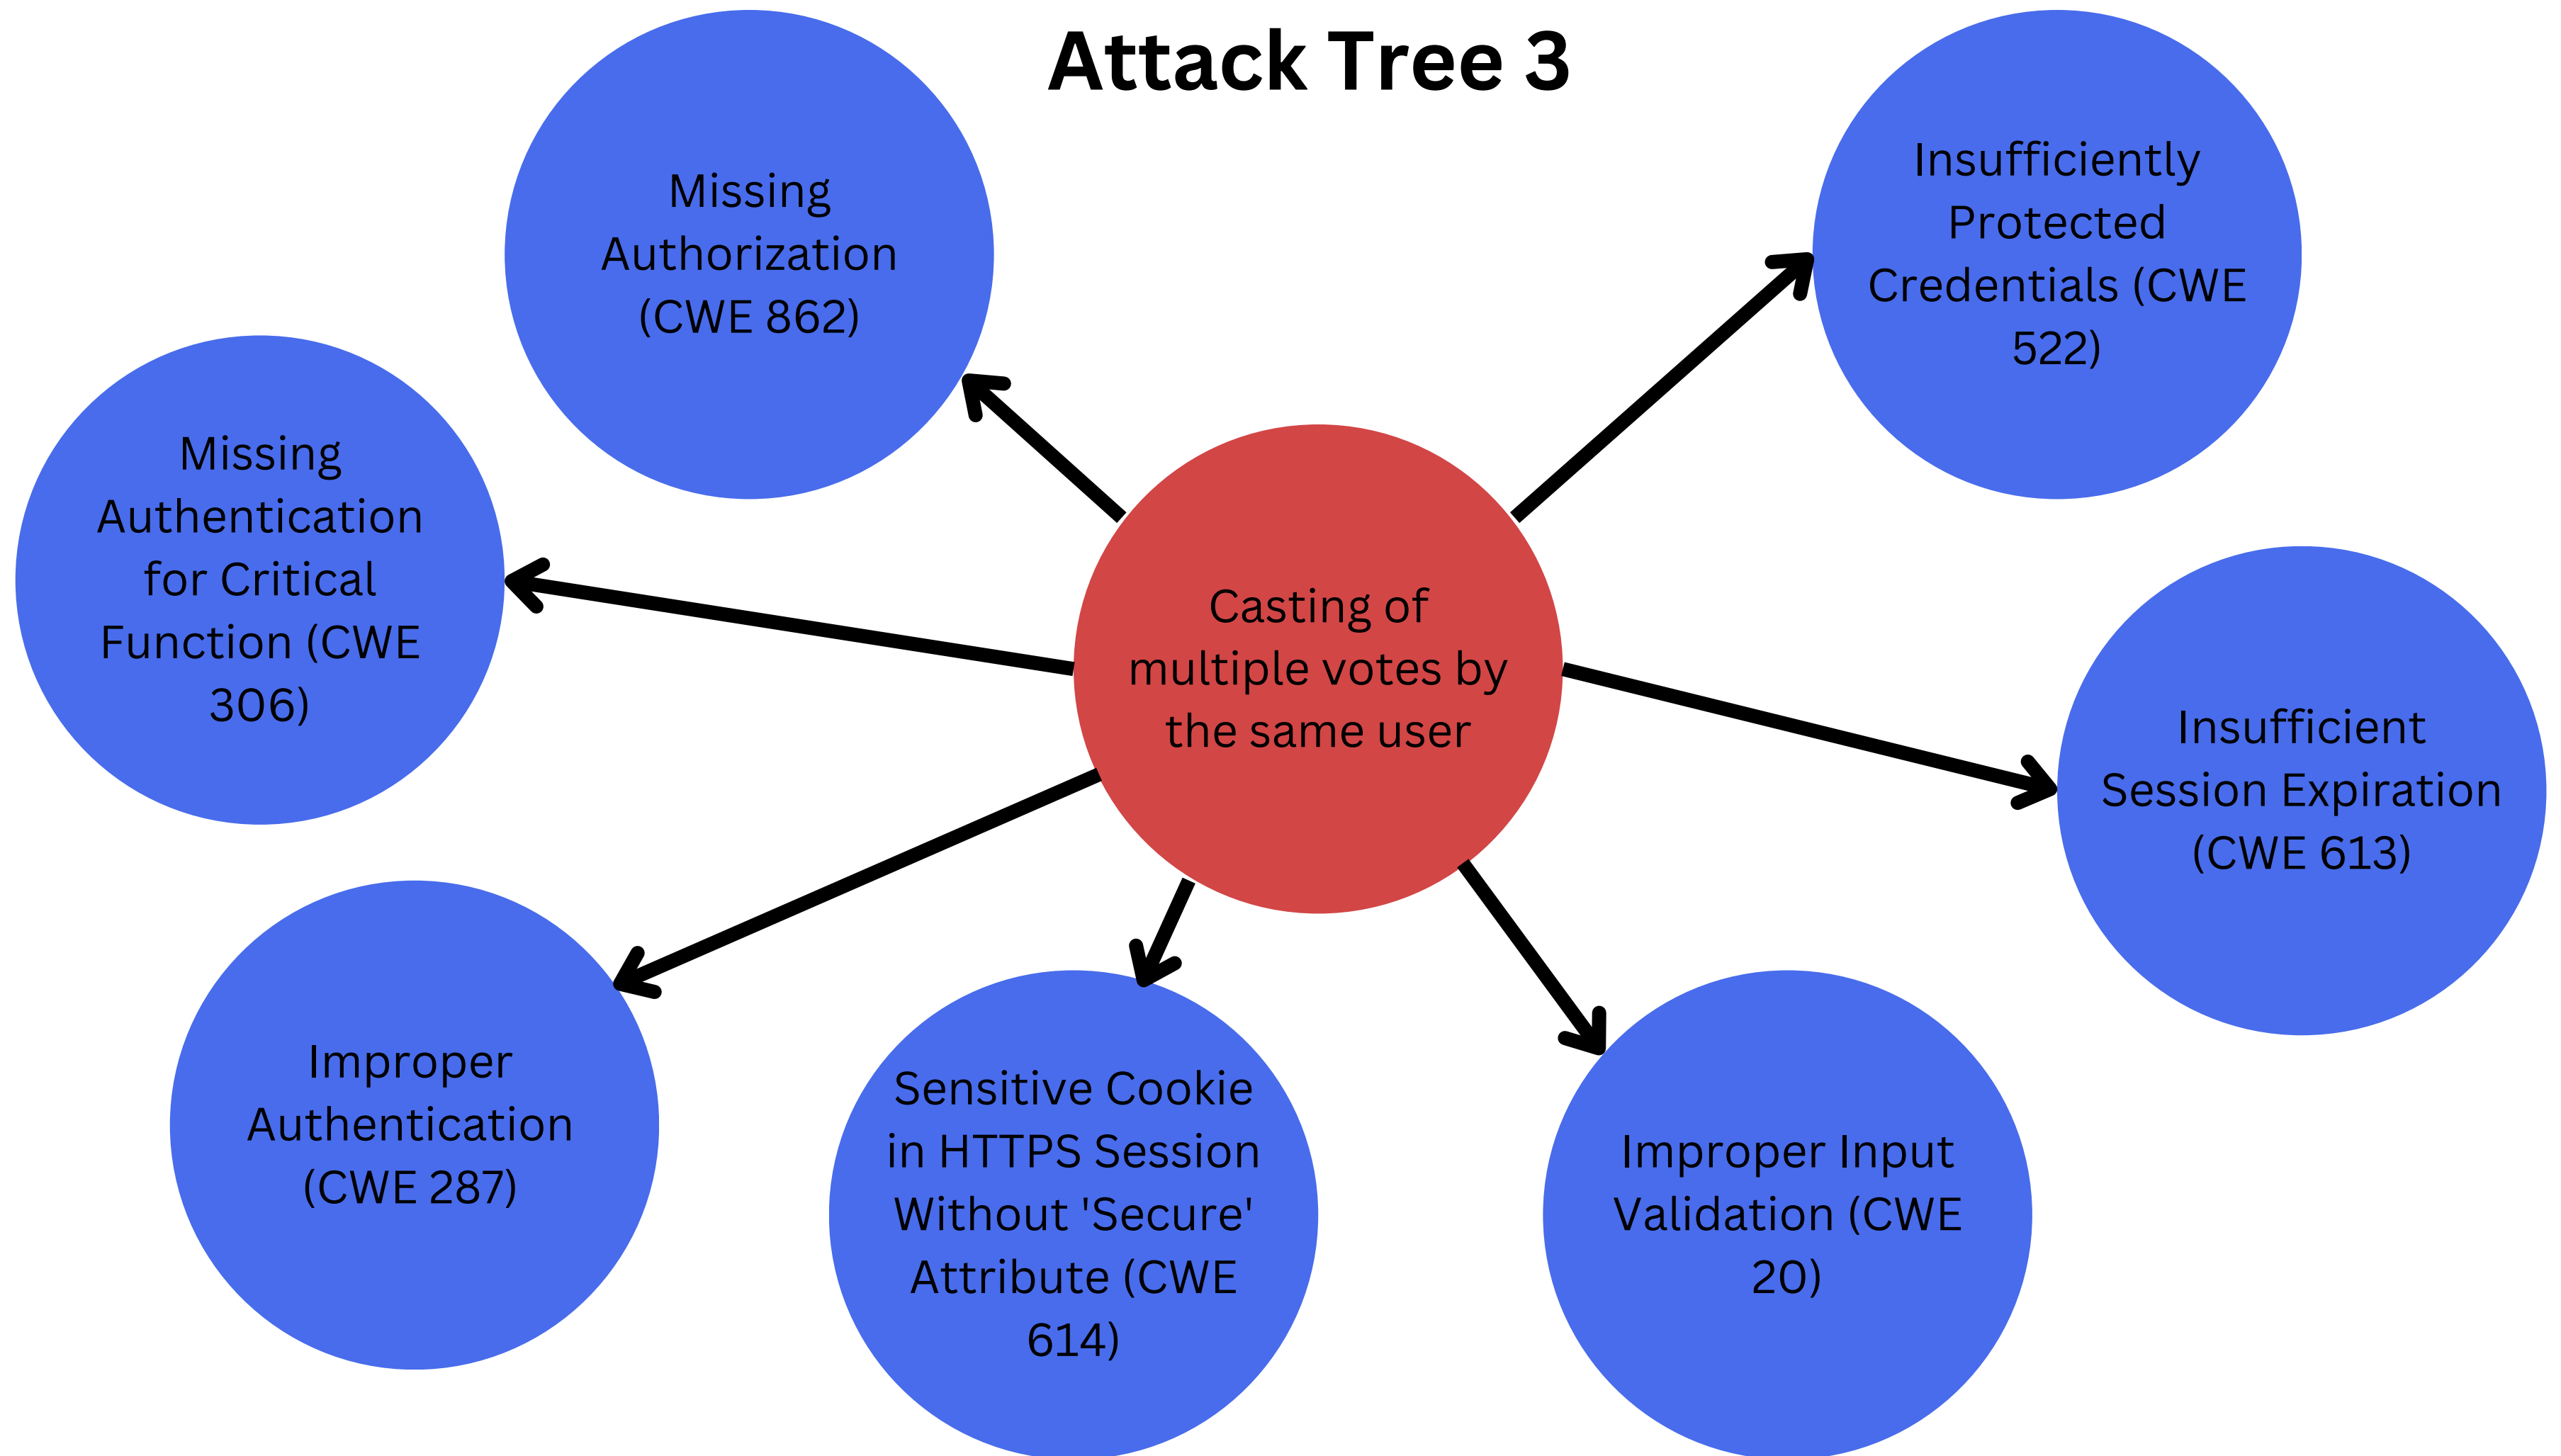 Attack Tree 3
Missing
Authorization
(CWE 862)
Insufficiently
Protected
Credentials (CWE
522)
Missing
Authentication
for Critical
Function (CWE
306)
Casting of
multiple votes by
the same user
Insufficient
Session Expiration
(CWE 613)
Improper
Authentication
(CWE 287)
Sensitive Cookie
in HTTPS Session
Without 'Secure'
Attribute (CWE
614)
Improper Input
Validation (CWE
20)